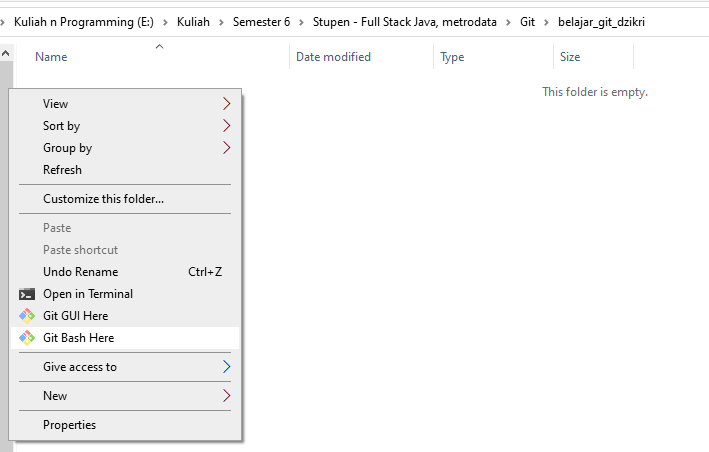 Kuliah n Programming (E:) > Kuliah > Semester 6 > Stupen - Full Stack Java, metrodata > Git > belajar_git_dzikri
Name Date modified Type Size
This folder is empty.
View
Sort by
Group by
Refresh
Customize this folder...
Paste
Paste shortcut
Undo Rename Ctrl+Z
Open in Terminal
Git GUI Here
Git Bash Here
Give access to
New
Properties